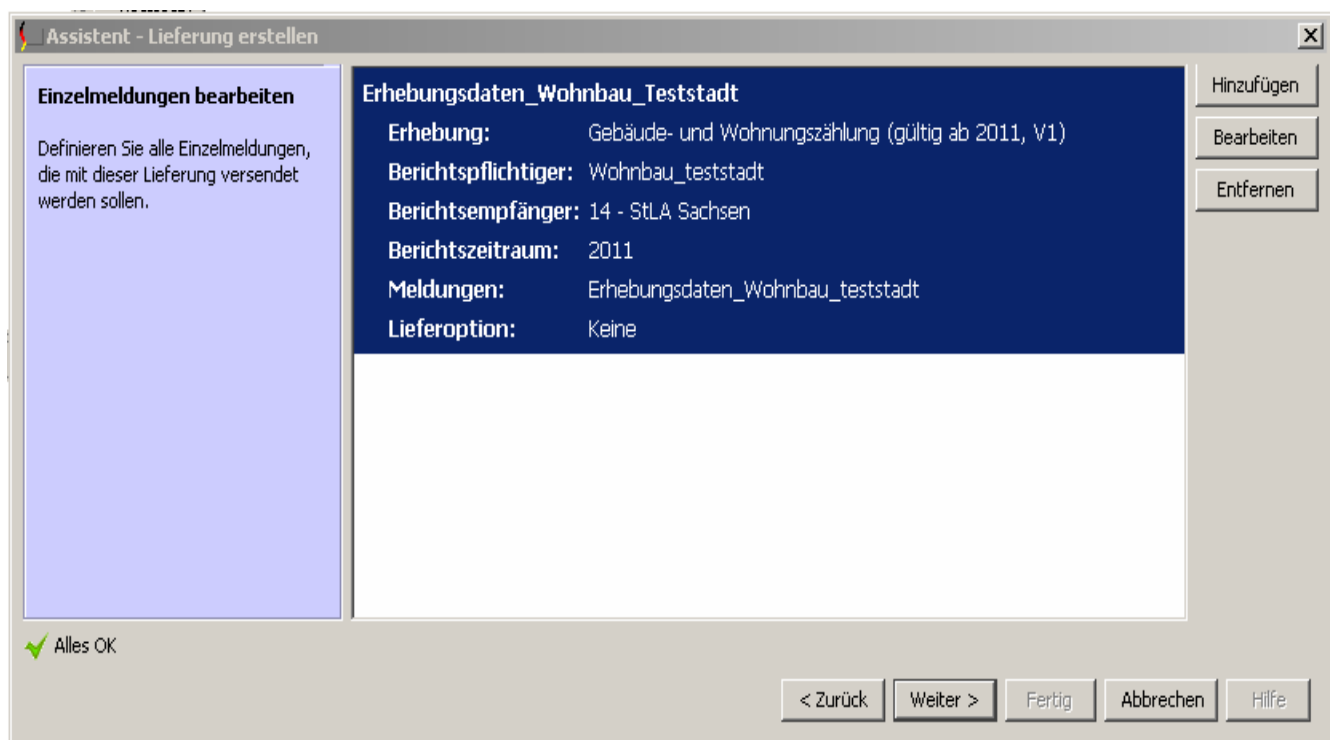 Assistent - Lieferung erstellen
Einzelmeldungen bearbeiten
Definieren Sie alle Einzelmeldungen,
die mit dieser Lieferung versendet
werden sollen.
Erhebungsdaten_Wohnbau_Teststadt
Erhebung: Gebäude- und Wohnungszählung (gültig ab 2011, V1)
Berichtspflichtiger: Wohnbau_teststadt
Berichtsempfänger: 14 - StLA Sachsen
Berichtszeitraum: 2011
Meldungen: Erhebungsdaten_Wohnbau_teststadt
Lieferoption: Keine
Hinzufügen
Bearbeiten
Entfernen
Alles OK
< Zurück
Weiter >
Fertig
Abbrechen
Hilfe